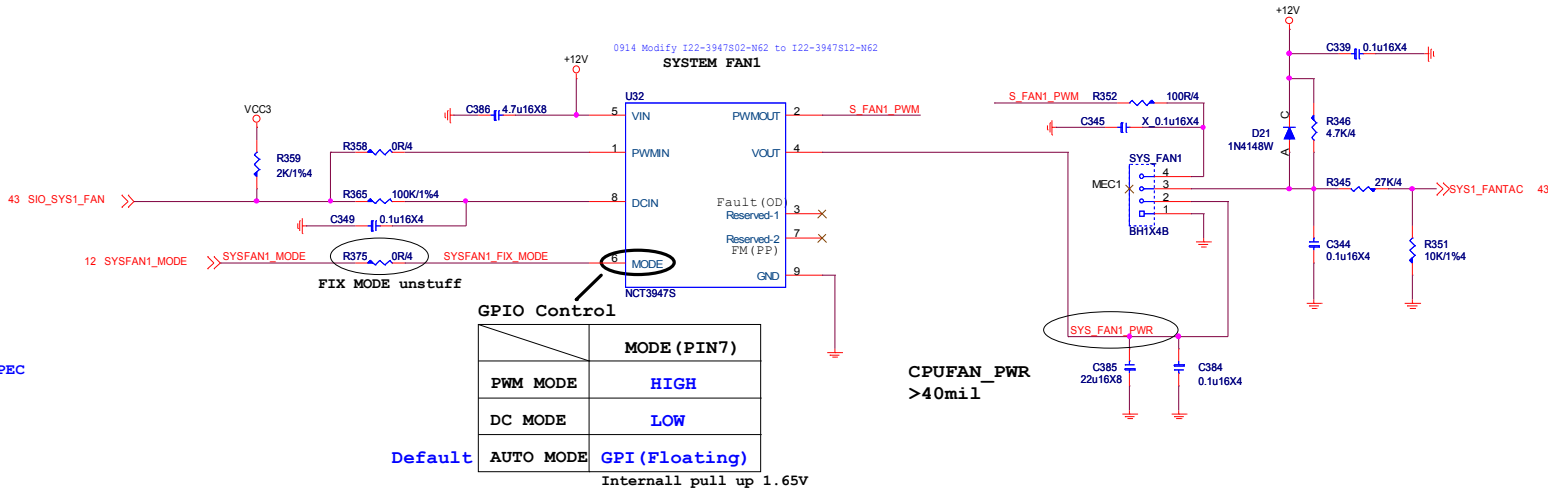 0914 Modify I22-3947S02-N62 to I22-3947S12-N62
SYSTEM FAN1
+12V
+12V
C339 0.1u16X4
U32
C386 4.7u16X8
5 VIN
PWMOUT 2
S_FAN1_PWM
S_FAN1_PWM R352 100R/4
VCC3
C345 X_0.1u16X4
D21
1N4148W
C
A
R346
4.7K/4
R358 0R/4
1 PWMIN
VOUT 4
R359
2K/1%4
SYS_FAN1
MEC1
4
3
2
1
BH1X4B
R345 27K/4
SYS1_FANTAC 43
43 SIO_SYS1_FAN
R365 100K/1%4
8 DCIN
Fault(OD)
Reserved-1 3
C349 0.1u16X4
Reserved-2 7
FM(PP)
C344
0.1u16X4
R351
10K/1%4
12 SYSFAN1_MODE
SYSFAN1_MODE
R375 0R/4
SYSFAN1_FIX_MODE
6 MODE
GND 9
FIX MODE unstuff
NCT3947S
GPIO Control
SYS_FAN1_PWR
MODE(PIN7)
PEC
PWM MODE HIGH
CPUFAN_PWR
>40mil
C385
22u16X8
C384
0.1u16X4
DC MODE LOW
Default AUTO MODE GPI(Floating)
Internall pull up 1.65V